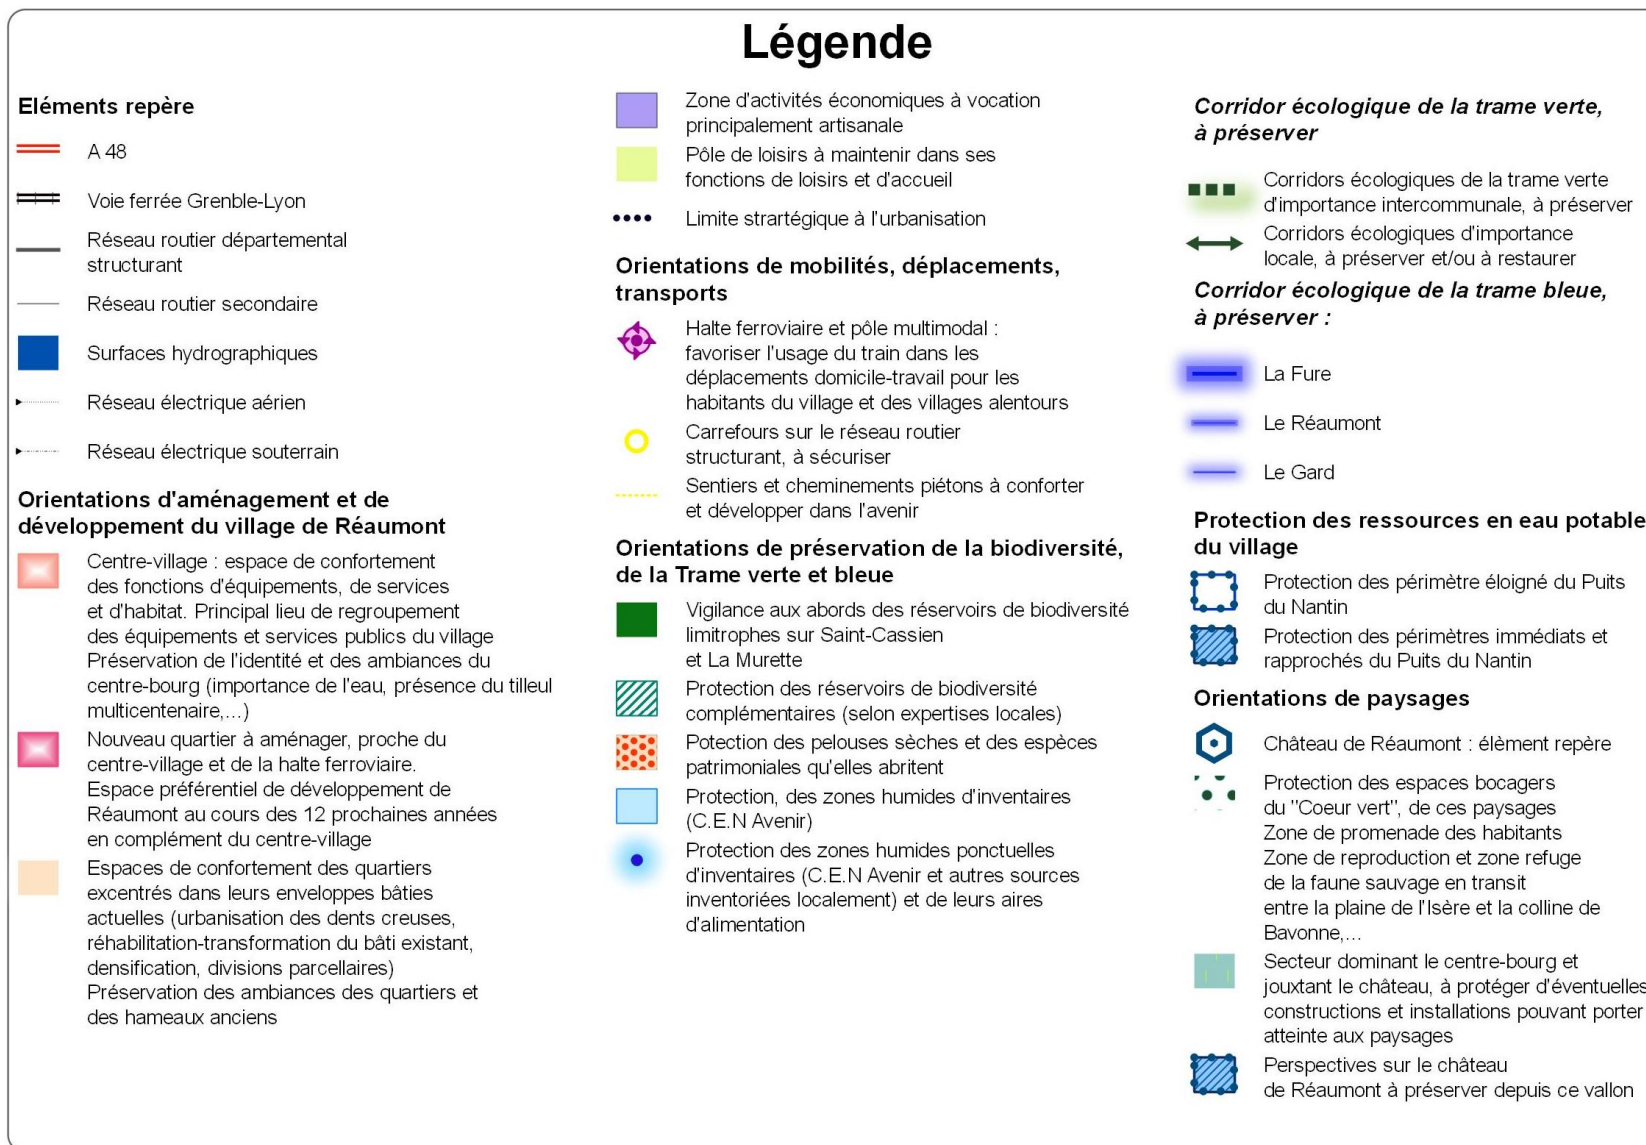 Légende
Eléments repère
A 48
Voie ferrée Grenble-Lyon
Réseau routier départemental
structurant
Réseau routier secondaire
Surfaces hydrographiques
Réseau électrique aérien
Réseau électrique souterrain
Orientations d'aménagement et de
développement du village de Réaumont
Centre-village : espace de confortement
des fonctions d'équipements, de services
et d'habitat. Principal lieu de regroupement
des équipements et services publics du village
Préservation de l'identité et des ambiances du
centre-bourg (importance de l'eau, présence du tilleul
multicentenaire,...)
Nouveau quartier à aménager, proche du
centre-village et de la halte ferroviaire.
Espace préférentiel de développement de
Réaumont au cours des 12 prochaines années
en complément du centre-village
Espaces de confortement des quartiers
excentrés dans leurs enveloppes bâties
actuelles (urbanisation des dents creuses,
réhabilitation-transformation du bâti existant,
densification, divisions parcellaires)
Préservation des ambiances des quartiers et
des hameaux anciens
Zone d'activités économiques à vocation
principalement artisanale
Pôle de loisirs à maintenir dans ses
fonctions de loisirs et d'accueil
Limite strartégique à l'urbanisation
Orientations de mobilités, déplacements,
transports
Halte ferroviaire et pôle multimodal :
favoriser l'usage du train dans les
déplacements domicile-travail pour les
habitants du village et des villages alentours
Carrefours sur le réseau routier
structurant, à sécuriser
Sentiers et cheminements piétons à conforter
et développer dans l'avenir
Orientations de préservation de la biodiversité,
de la Trame verte et bleue
Vigilance aux abords des réservoirs de biodiversité
limitrophes sur Saint-Cassien
et La Murette
Protection des réservoirs de biodiversité
complémentaires (selon expertises locales)
Potection des pelouses sèches et des espèces
patrimoniales qu'elles abritent
Protection, des zones humides d'inventaires
(C.E.N Avenir)
Protection des zones humides ponctuelles
d'inventaires (C.E.N Avenir et autres sources
inventoriées localement) et de leurs aires
d'alimentation
Corridor écologique de la trame verte,
à préserver
Corridors écologiques de la trame verte
d'importance intercommunale, à préserver
Corridors écologiques d'importance
locale, à préserver et/ou à restaurer
Corridor écologique de la trame bleue,
à préserver :
La Fure
Le Réaumont
Le Gard
Protection des ressources en eau potable
du village
Protection des périmètre éloigné du Puits
du Nantin
Protection des périmètres immédiats et
rapprochés du Puits du Nantin
Orientations de paysages
Château de Réaumont : élèment repère
Protection des espaces bocagers
du "Coeur vert", de ces paysages
Zone de promenade des habitants
Zone de reproduction et zone refuge
de la faune sauvage en transit
entre la plaine de l'Isère et la colline de
Bavonne,...
Secteur dominant le centre-bourg et
jouxtant le château, à protéger d'éventuelles
constructions et installations pouvant porter
atteinte aux paysages
Perspectives sur le château
de Réaumont à préserver depuis ce vallon